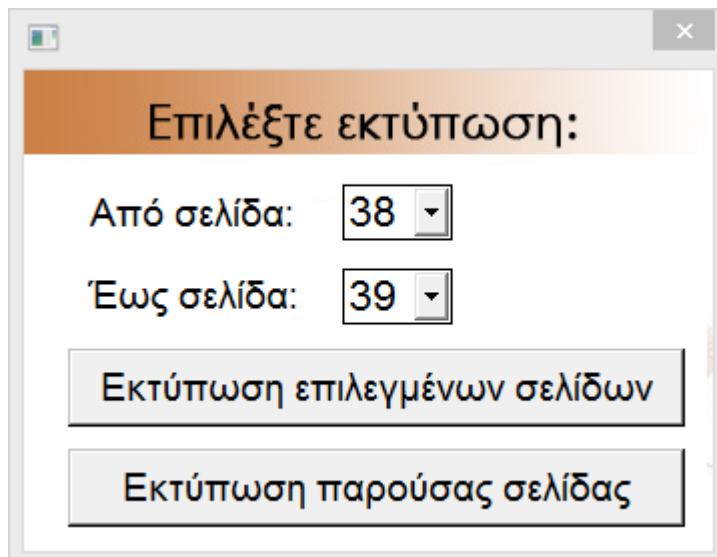 Επιλέξτε εκτύπωση:
Από σελίδα: 38
Έως σελίδα: 39
Εκτύπωση επιλεγμένων σελίδων
Εκτύπωση παρούσας σελίδας